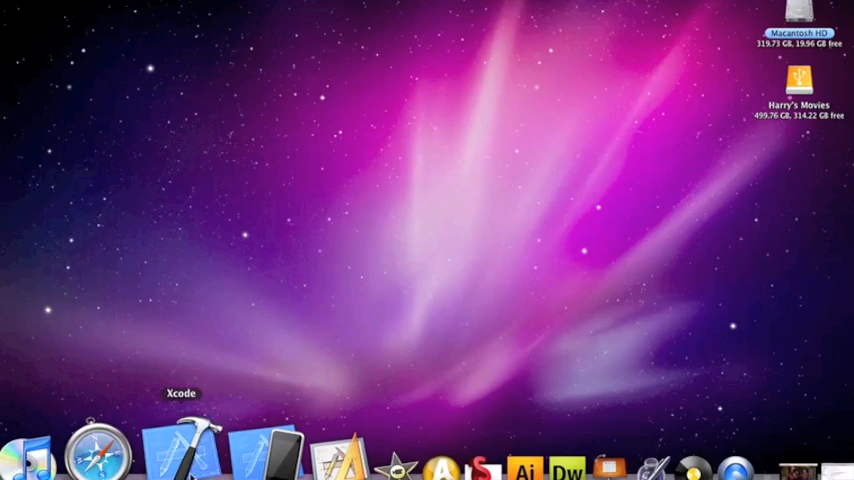 Macantosh HD
319.73 GB, 19.96 GB free
Harry's Movies
499.76 GB, 314.22 GB free
Xcode
A
S
Ai
Dw